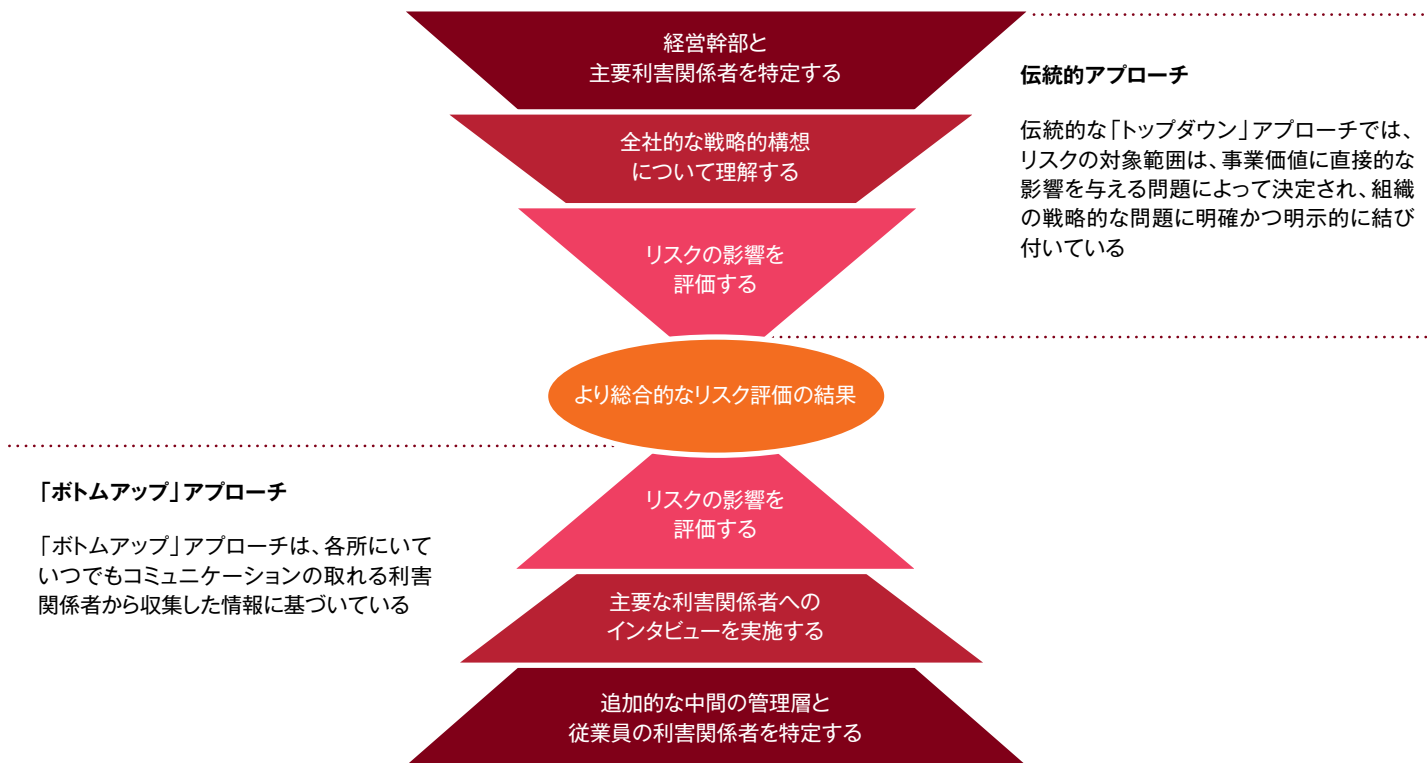 経営幹部と
主要利害関係者を特定する
全社的な戦略的構想
について理解する
リスクの影響を
評価する
伝統的アプローチ
伝統的な「トップダウン」アプローチでは、
リスクの対象範囲は、事業価値に直接的な
影響を与える問題によって決定され、組織
の戦略的な問題に明確かつ明示的に結び
付いている
より総合的なリスク評価の結果
「ボトムアップ」アプローチ
「ボトムアップ」アプローチは、各所にいて
いつでもコミュニケーションの取れる利害
関係者から収集した情報に基づいている
リスクの影響を
評価する
主要な利害関係者への
インタビューを実施する
追加的な中間の管理層と
従業員の利害関係者を特定する